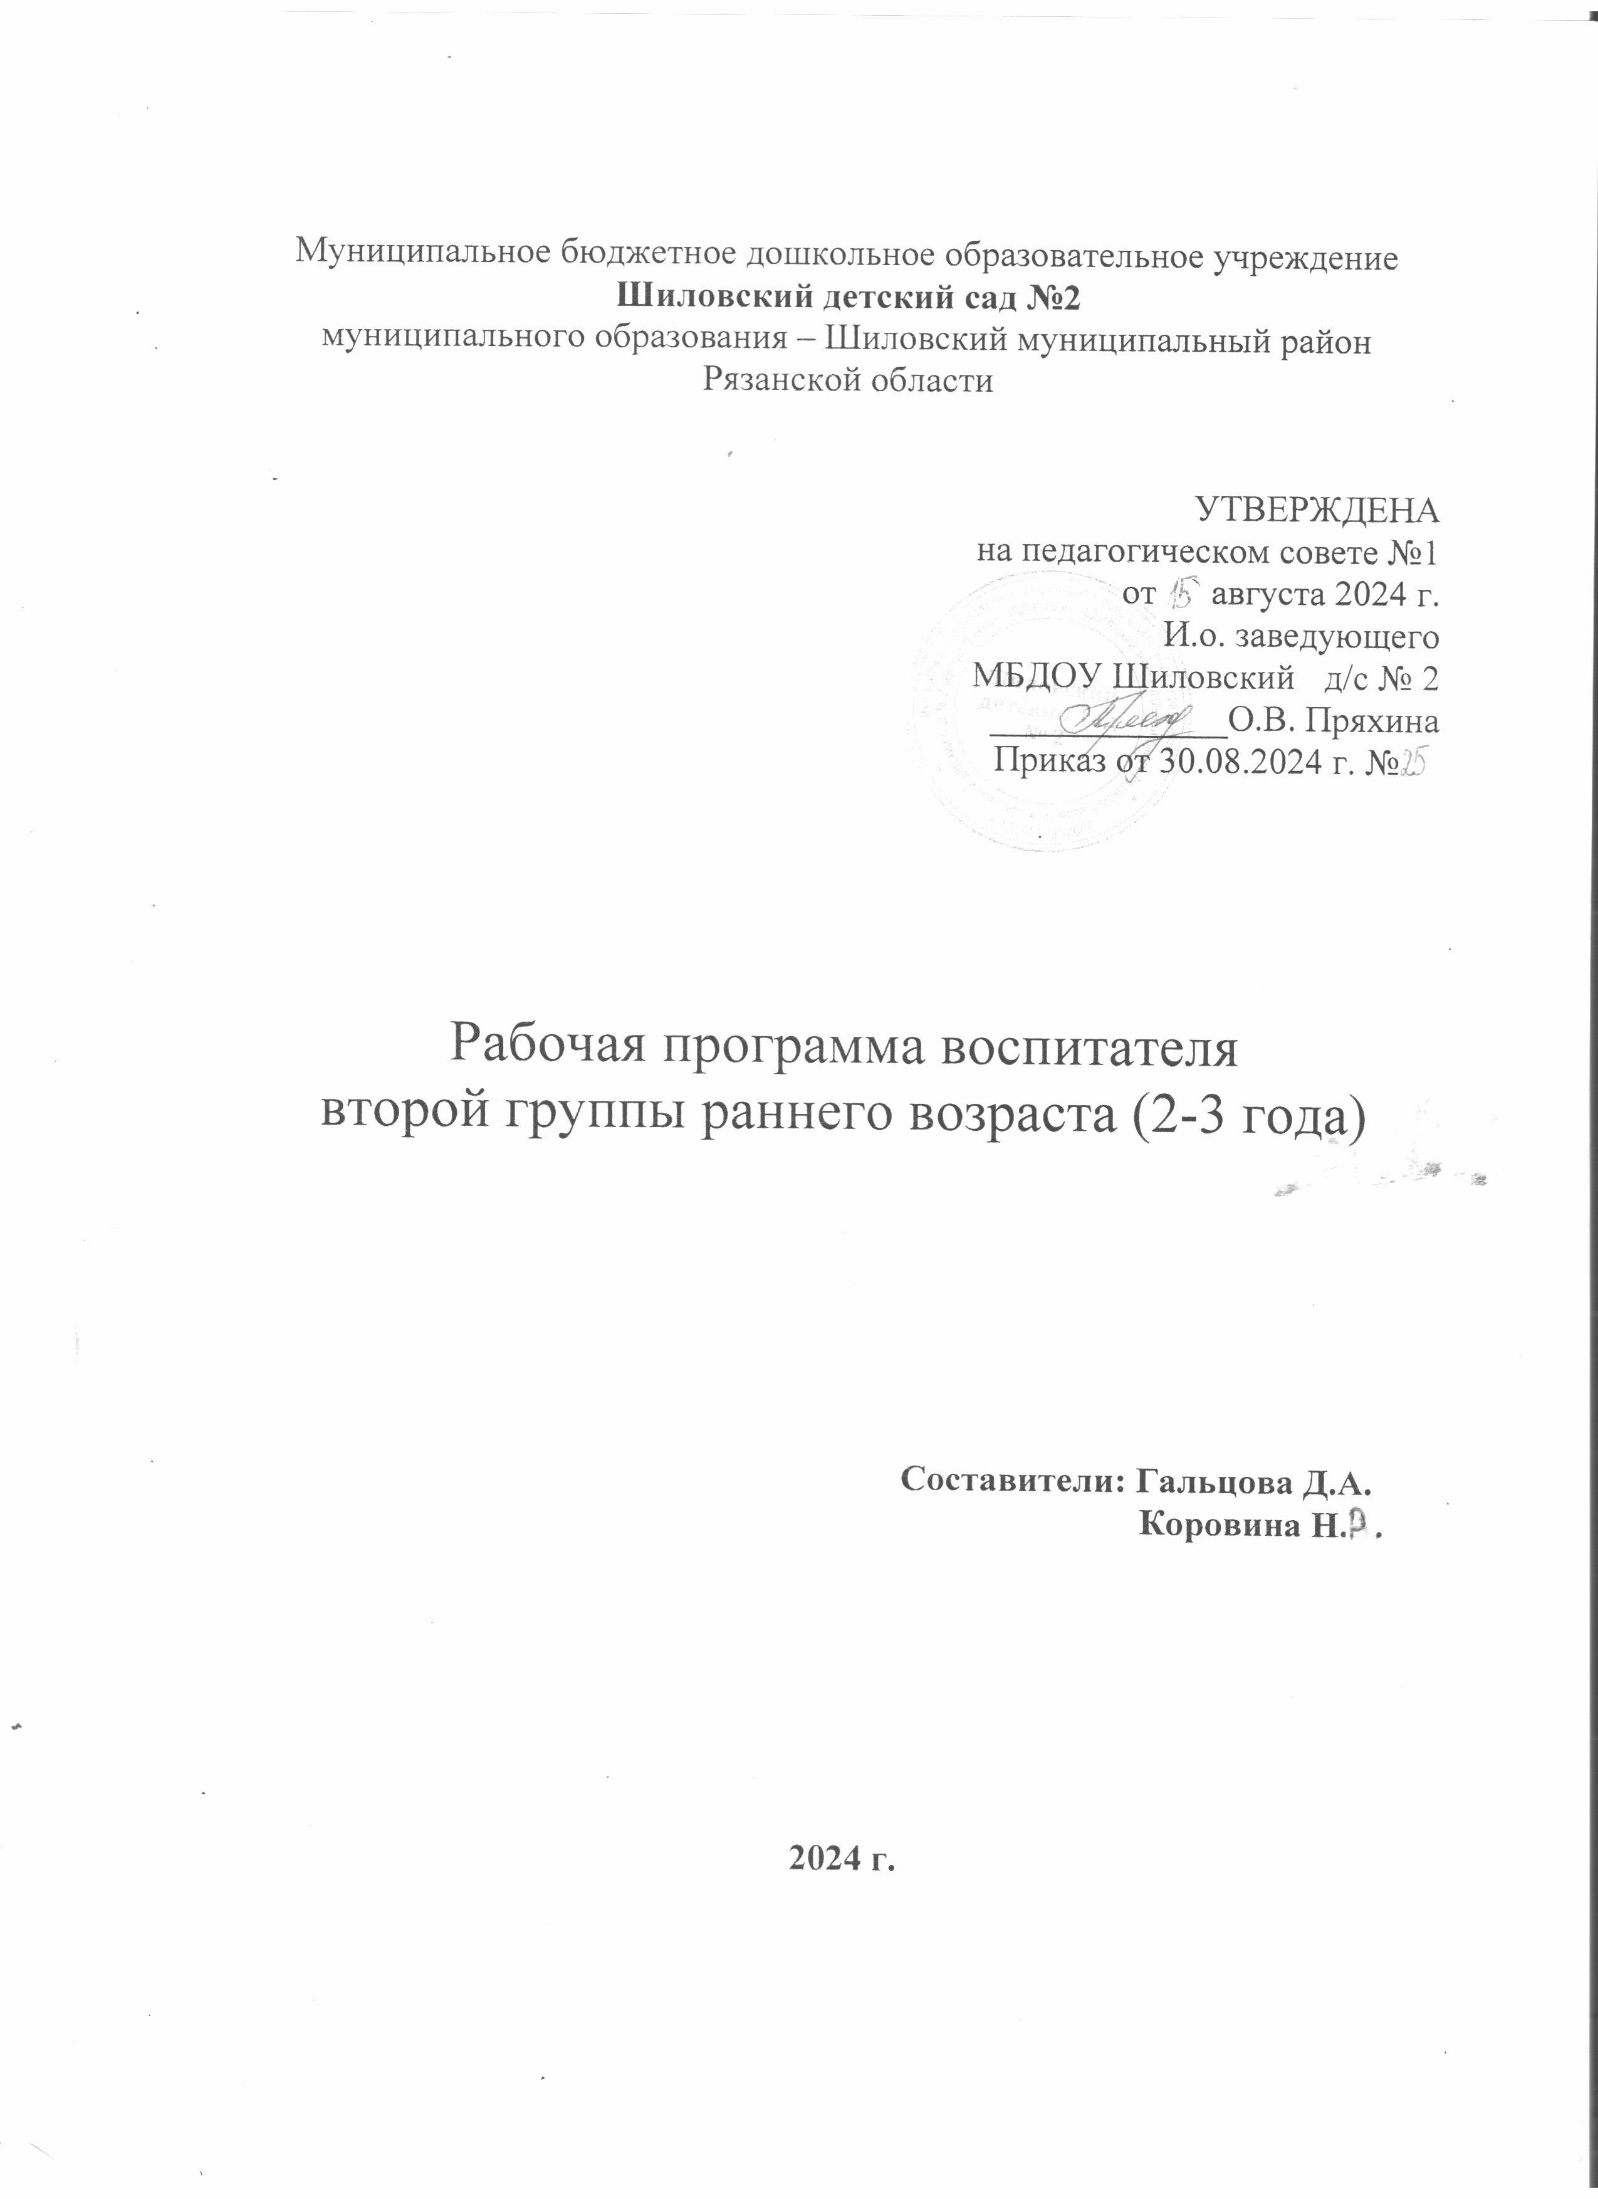 Муниципальное бюджетное дошкольное образовательное учреждение
Шиловский детский сад №2
муниципального образования – Шиловский муниципальный район
Рязанской области
УТВЕРЖДЕНА
на педагогическом совете №1
от 15 августа 2024 г.
И.о. заведующего
МБДОУ Шиловский д/с № 2
О.В. Пряхина
Приказ от 30.08.2024 г. №25
Рабочая программа воспитателя
второй группы раннего возраста (2-3 года)
Составители: Гальцова Д.А.
Коровина Н.Р.
2024 г.